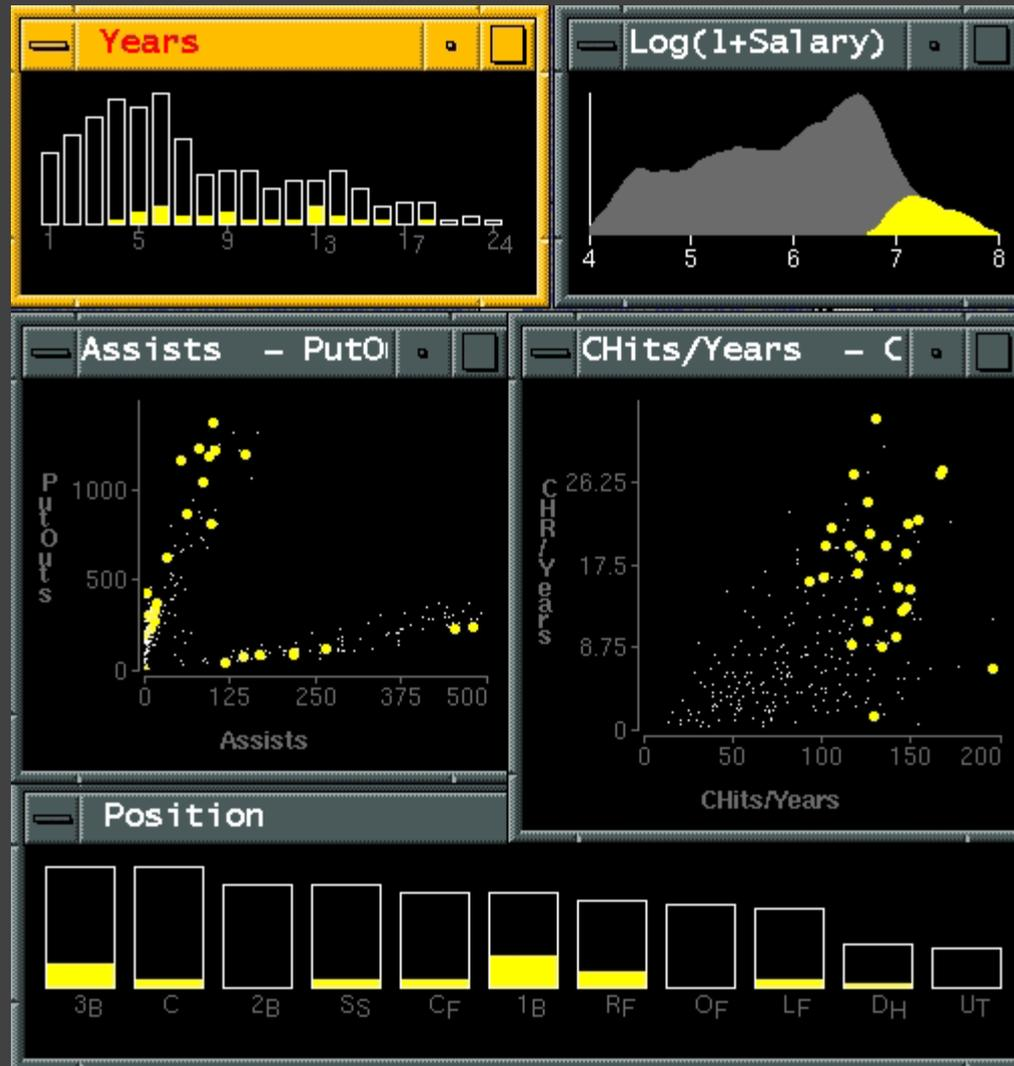 Years
1 5 9 13 17 24
Log(1+Salary)
4 5 6 7 8
Assists - PutO
PutOuts
1000
500
0
0 125 250 375 500
Assists
CHits/Years - C
CHR/Years
26.25
17.5
8.75
0
0 50 100 150 200
CHits/Years
Position
3B C 2B SS CF 1B RF OF LF DH UT